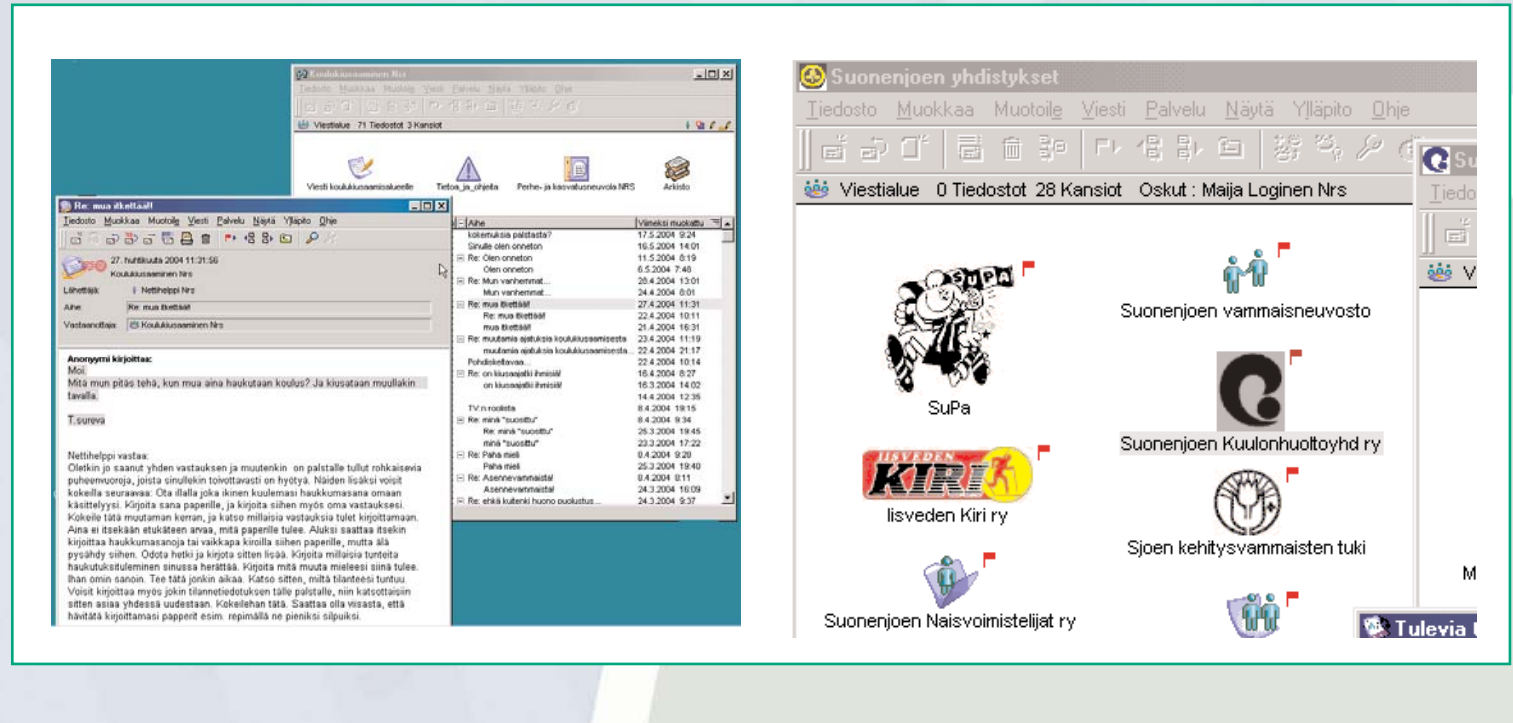 Koulukiusaaminen Nrs
Tiedosto Muokkaa Muotoile Viesti Palvelu Näytä Ylläpito Ohje
Viestialue 71 Tiedostot 3 Kansiot
Viesti koulukiusaamisalueelle
Tietoa_ja_ohjeita
Perhe- ja kasvatusneuvola NRS
Arkisto
Aihe Viimeksi muokattu
kokemuksia palstasta? 17.5.2004 9:24
Sinulle olen onneton 16.5.2004 14:01
Re: Olen onneton 11.5.2004 8:19
Olen onneton 6.5.2004 7:48
Re: Mun vanhemmat... 28.4.2004 13:01
Mun vanhemmat... 24.4.2004 8:01
Re: mua itkettää!! 27.4.2004 11:31
Re: mua itkettää!! 22.4.2004 10:11
mua itkettää!! 21.4.2004 16:31
Re: muutamia ajatuksia koulukiusaamisesta 23.4.2004 11:19
muutamia ajatuksia koulukiusaamisesta... 22.4.2004 21:17
Pohdiskeltavaa... 22.4.2004 10:14
Re: on kiusaajatki ihmisiä! 16.4.2004 8:27
on kiusaajatki ihmisiä! 16.3.2004 14:02
14.4.2004 12:35
TV:n roolista 8.4.2004 19:15
Re: minä "suosittu" 8.4.2004 9:34
Re: minä "suosittu" 25.3.2004 19:45
minä "suosittu" 23.3.2004 17:22
Re: Paha mieli 8.4.2004 9:28
Paha mieli 25.3.2004 19:40
Re: Asennevammaista! 8.4.2004 8:11
Asennevammaista! 24.3.2004 16:09
Re: ehkä kuitenki huono puolustus... 24.3.2004 9:37
Re: mua itkettää!!
Tiedosto Muokkaa Muotoile Viesti Palvelu Näytä Ylläpito Ohje
27. huhtikuuta 2004 11:31:56
Koulukiusaaminen Nrs
Lähettäjä: Nettihelppi Nrs
Aihe: Re: mua itkettää!!
Vastaanottaja: Koulukiusaaminen Nrs
Anonyymi kirjoittaa:
Moi.
Mitä mun pitäs tehä, kun mua aina haukutaan koulus? Ja kiusataan muullakin
tavalla.
T.sureva
Nettihelppi vastaa:
Oletkin jo saanut yhden vastauksen ja muutenkin on palstalle tullut rohkaisevia
puheenvuoroja, joista sinullekin toivottavasti on hyötyä. Näiden lisäksi voisit
kokeilla seuraavaa: Ota illalla joka ikinen kuulemasi haukkumasana omaan
käsittelyysi. Kirjoita sana paperille, ja kirjoita siihen myös oma vastauksesi.
Kokeile tätä muutaman kerran, ja katso millaisia vastauksia tulet kirjoittamaan.
Aina ei itsekään etukäteen arvaa, mitä paperille tulee. Aluksi saattaa itsekin
kirjoittaa haukkumasanoja tai vaikkapa kiroilla siihen paperille, mutta älä
pysähdy siihen. Odota hetki ja kirjota sitten lisää. Kirjoita millaisia tunteita
haukutuksituleminen sinussa herättää. Kirjoita mitä muuta mieleesi siinä tulee.
Ihan omin sanoin. Tee tätä jonkin aikaa. Katso sitten, miltä tilanteesi tuntuu.
Voisit kirjoittaa myös jokin tilannetiedotuksen tälle palstalle, niin katsottaisiin
sitten asiaa yhdessä uudestaan. Kokeilehan tätä. Saattaa olla viisasta, että
hävität kirjoittamasi papperit esim. repimällä ne pieniksi silpuiksi.
Suonenjoen yhdistykset
Tiedosto Muokkaa Muotoile Viesti Palvelu Näytä Ylläpito Ohje
Viestialue 0 Tiedostot 28 Kansiot Oskut : Maija Loginen Nrs
SUPA
SuPa
Suonenjoen vammaisneuvosto
Suonenjoen Kuulonhuoltoyhd ry
IISVEDEN
KIRI
Iisveden Kiri ry
Sjoen kehitysvammaisten tuki
Suonenjoen Naisvoimistelijat ry
Su
Tiedo
V
M
Tulevia